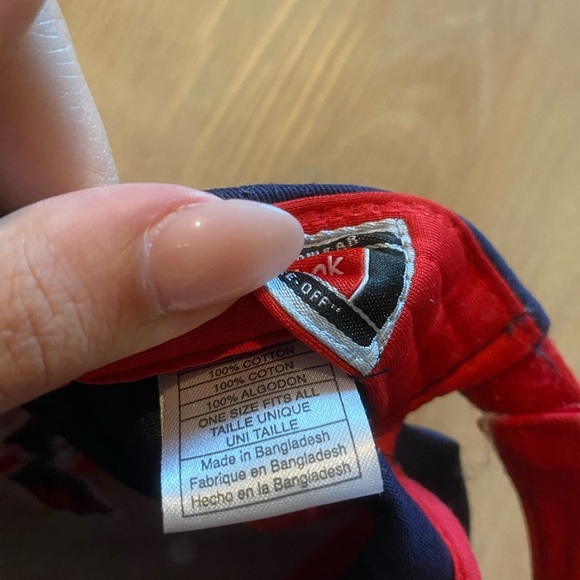 100% COTTON
100% COTON
100% ALGODON
ONE SIZE FITS ALL
TAILLE UNIQUE
UNI TAILLE
Made in Bangladesh
Fabrique en Bangladesh
Hecho en la Bangladesh